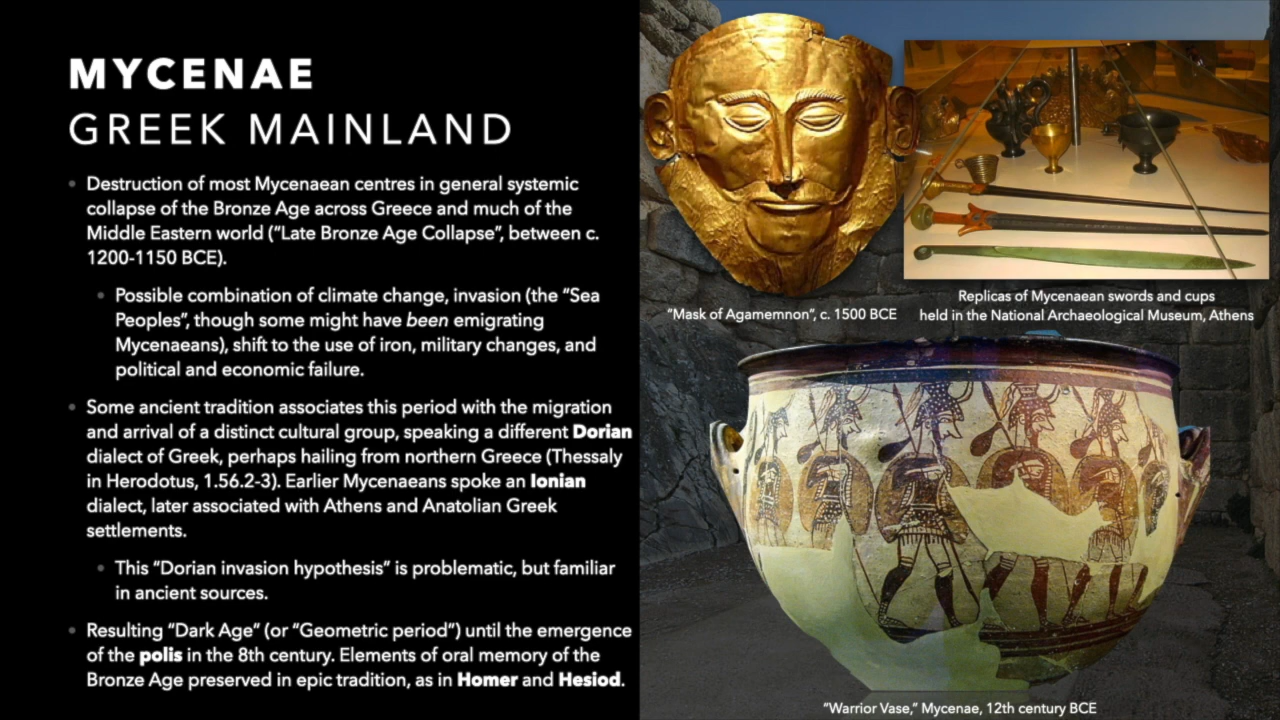 MYCENAE
GREEK MAINLAND
• Destruction of most Mycenaean centres in general systemic
collapse of the Bronze Age across Greece and much of the
Middle Eastern world (“Late Bronze Age Collapse”, between c.
1200-1150 BCE).
• Possible combination of climate change, invasion (the “Sea
Peoples”, though some might have been emigrating
Mycenaeans), shift to the use of iron, military changes, and
political and economic failure.
• Some ancient tradition associates this period with the migration
and arrival of a distinct cultural group, speaking a different Dorian
dialect of Greek, perhaps hailing from northern Greece (Thessaly
in Herodotus, 1.56.2-3). Earlier Mycenaeans spoke an Ionian
dialect, later associated with Athens and Anatolian Greek
settlements.
• This “Dorian invasion hypothesis” is problematic, but familiar
in ancient sources.
• Resulting “Dark Age” (or “Geometric period”) until the emergence
of the polis in the 8th century. Elements of oral memory of the
Bronze Age preserved in epic tradition, as in Homer and Hesiod.
“Mask of Agamemnon”, c. 1500 BCE
Replicas of Mycenaean swords and cups
held in the National Archaeological Museum, Athens
“Warrior Vase,” Mycenae, 12th century BCE